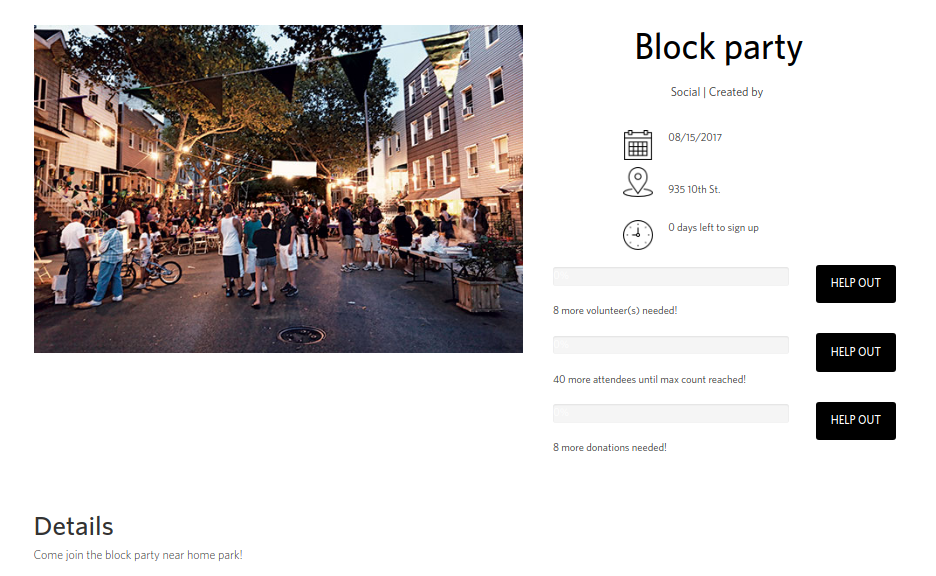 Block party
Social | Created by
08/15/2017
935 10th St.
0 days left to sign up
HELP OUT
8 more volunteer(s) needed!
HELP OUT
40 more attendees until max count reached!
HELP OUT
8 more donations needed!
Details
Come join the block party near home park!